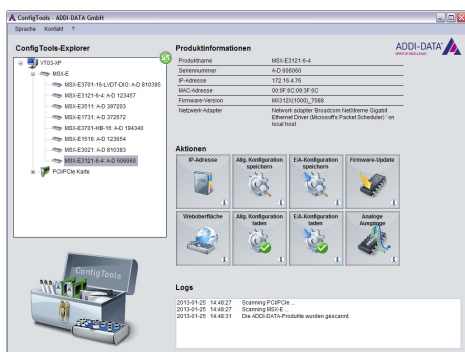 ConfigTools - ADDI-DATA GmbH
Sprache Kontakt ?
ConfigTools-Explorer
VT03-XP
MSX-E
MSX-E3701-16-LVDT-DIO: A-D 810395
MSX-E3121-6-4: A-D 123457
MSX-E3511: A-D 397203
MSX-E1731: A-D 372672
MSX-E3701-HB-16: A-D 194340
MSX-E1516: A-D 123654
MSX-E3021: A-D 810383
MSX-E3121-6-4: A-D 606060
PCI/PCIe Karte
ConfigTools
Produktinformationen
ADDI-DATA
SPIRIT OF EXCELLENCE
Produktname MSX-E3121-6-4
Seriennummer A-D 606060
IP-Adresse 172.16.4.76
MAC-Adresse 00:0F:6C:09:3F:6C
Firmware-Version MX312X(1000)_7088
Netzwerk-Adapter Network adapter 'Broadcom NetXtreme Gigabit
Ethernet Driver (Microsoft's Packet Scheduler) ' on
local host
Aktionen
IP-Adresse
Allg. Konfiguration
speichern
E/A-Konfiguration
speichern
Firmware-Update
Weboberfläche
Allg. Konfiguration
laden
E/A-Konfiguration
laden
Analoge
Ausgänge
Logs
2013-01-25 14:48:27 Scanning PCI/PCIe ...
2013-01-25 14:48:27 Scanning MSX-E ...
2013-01-25 14:48:31 Die ADDI-DATA-Produkte wurden gescannt.